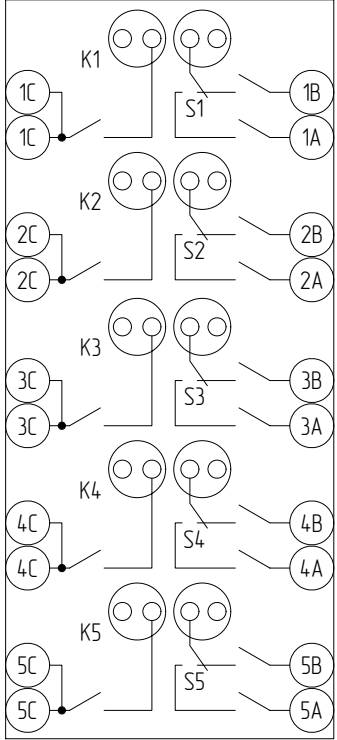 K1
1C 1B
S1
1C 1A
K2
2C 2B
S2
2C 2A
K3
3C 3B
S3
3C 3A
K4
4C 4B
S4
4C 4A
K5
5C 5B
S5
5C 5A